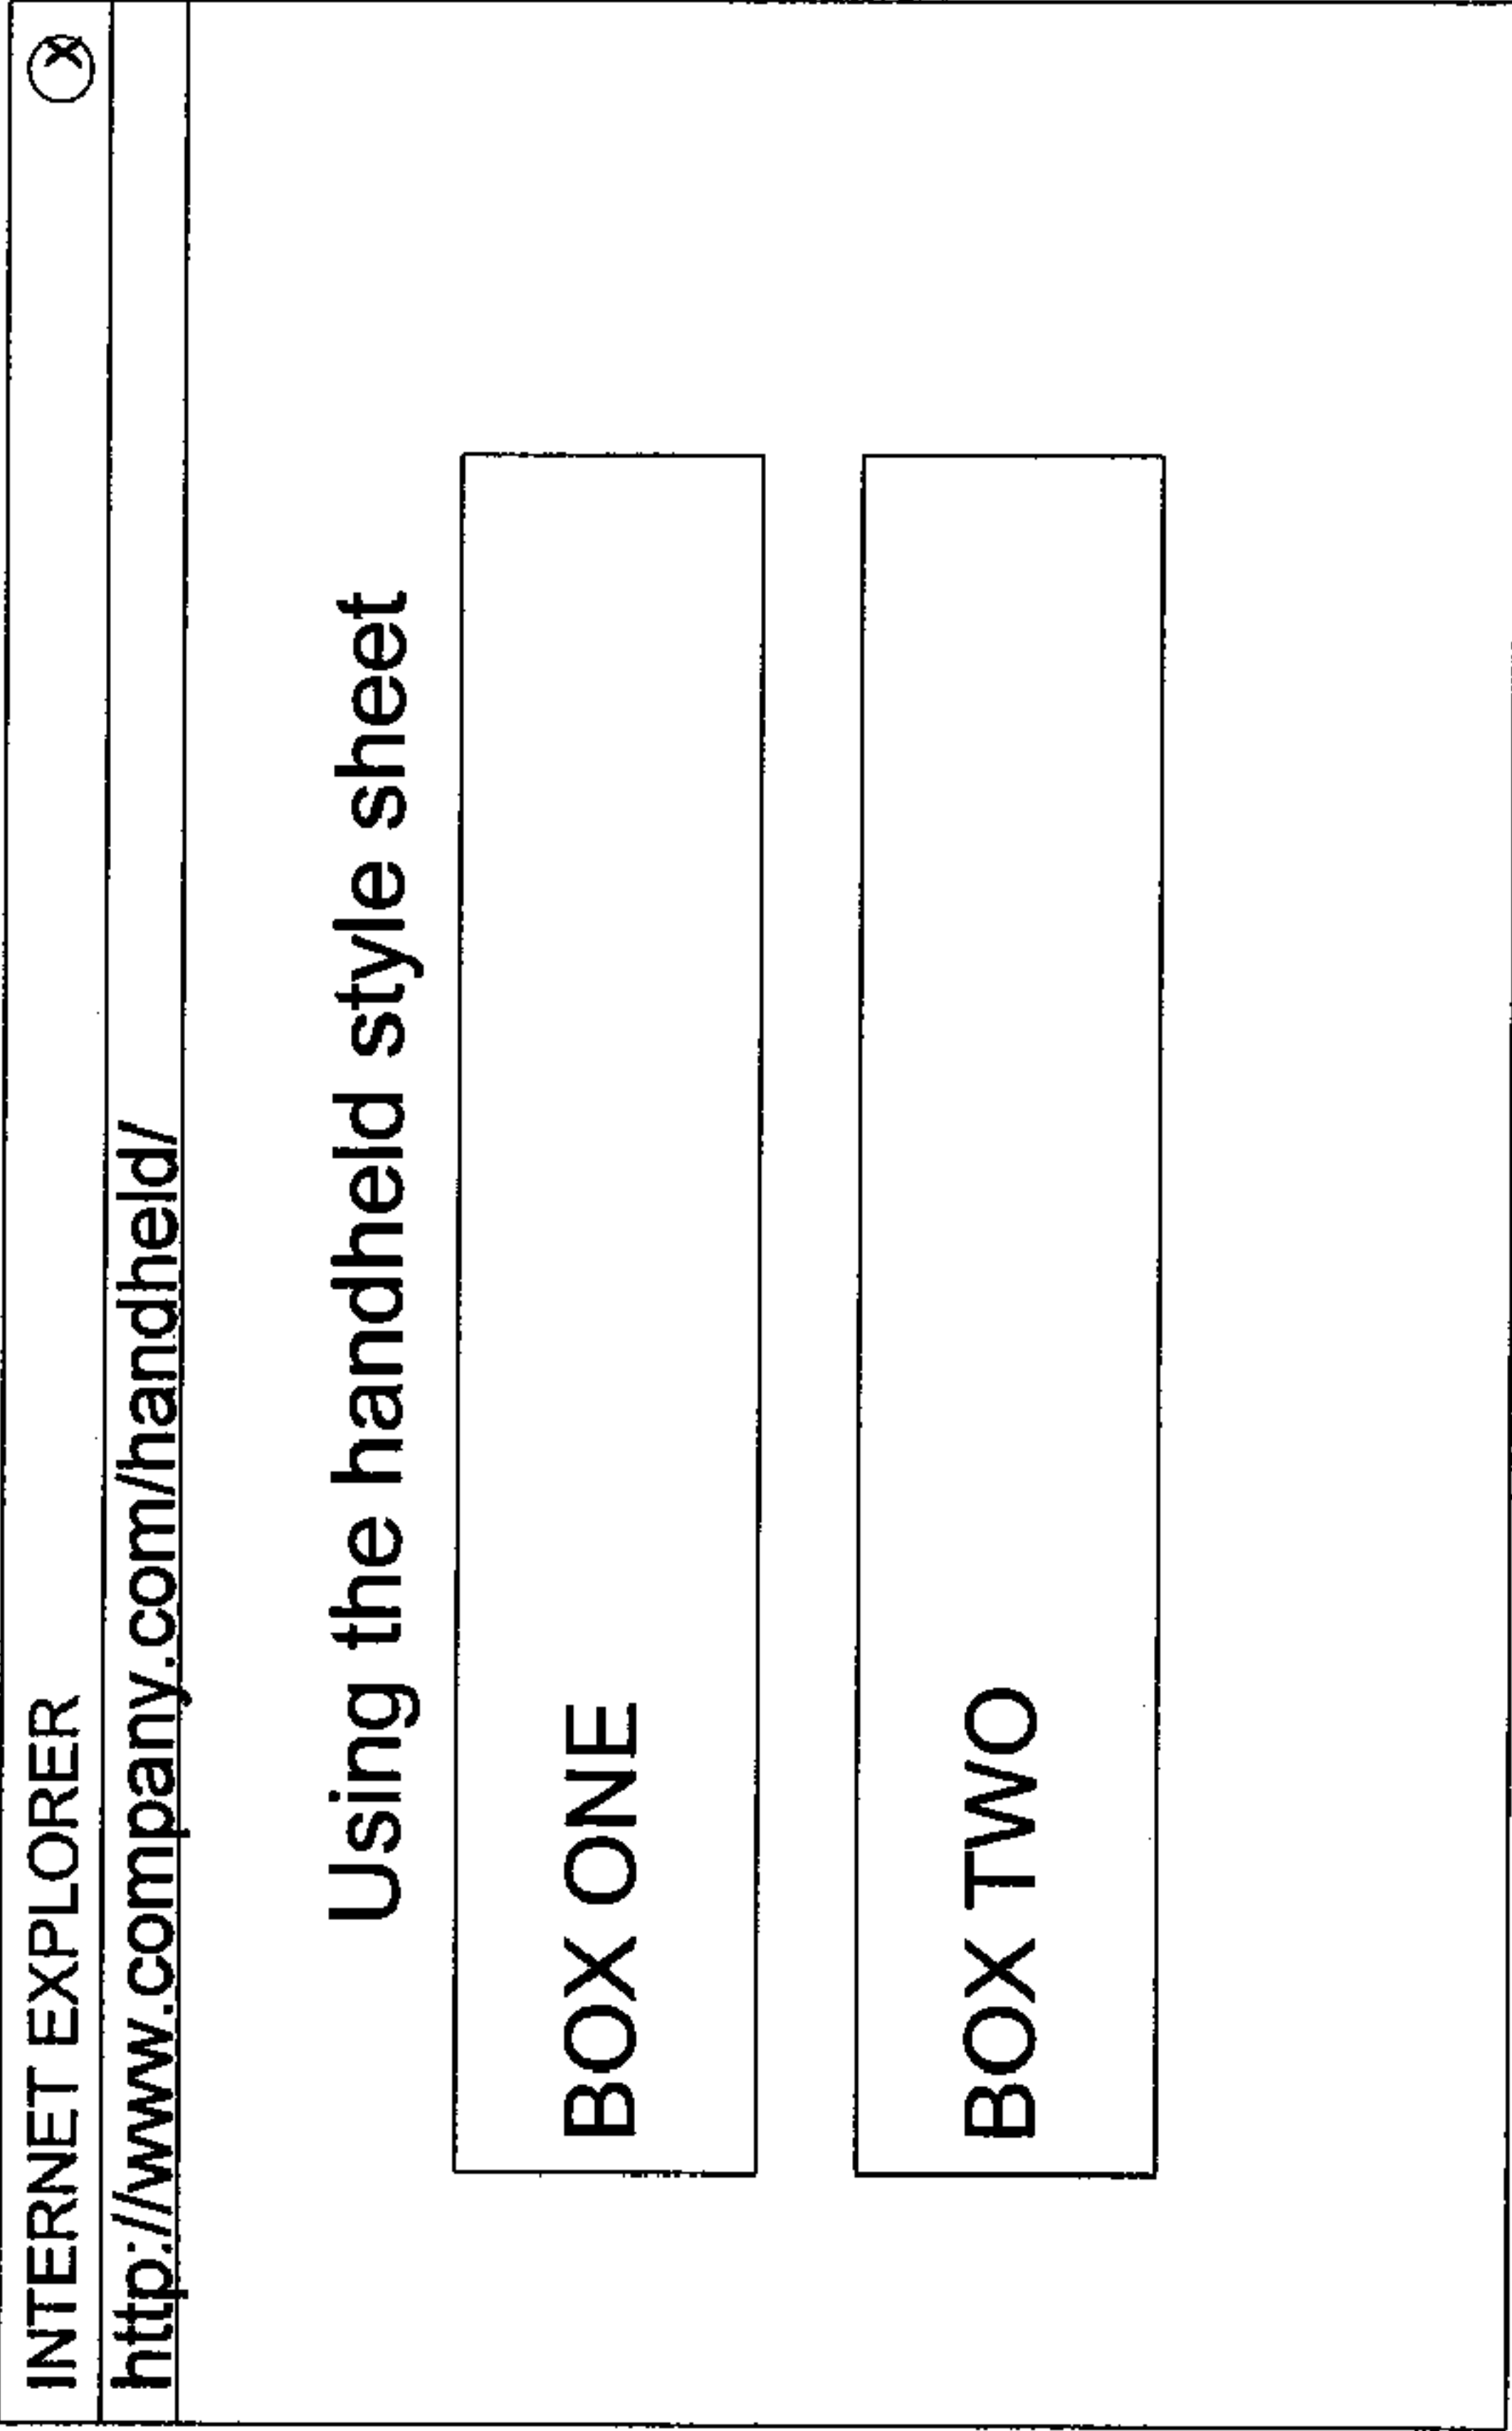 INTERNET EXPLORER X
http://www.company.com/handheld/
Using the handheld style sheet
BOX ONE
BOX TWO